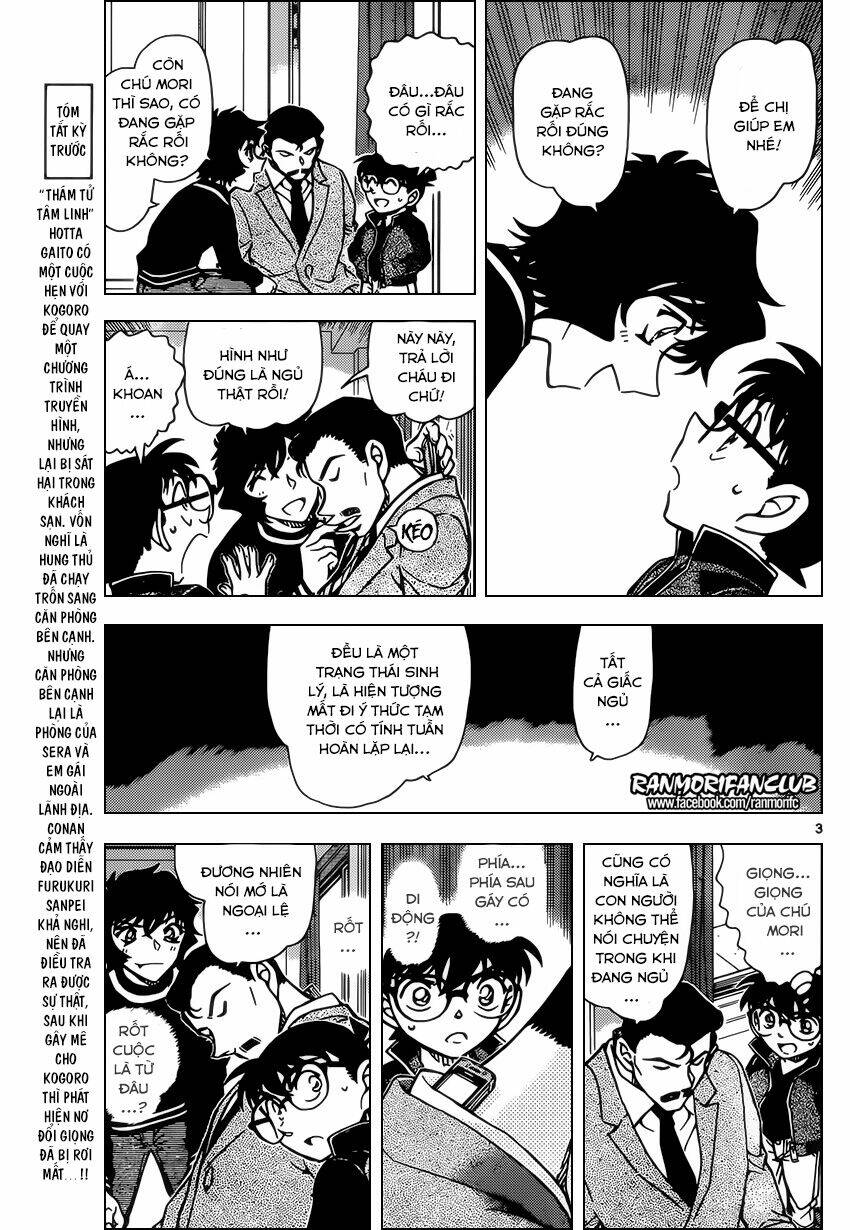 ĐỂ CHỊ
GIÚP EM
NHÉ!
ĐANG
GẶP RẮC
RỐI ĐÚNG
KHÔNG?
ĐÂU...ĐÂU
CÓ GÌ RẮC
RỐI...
CÒN
CHÚ MORI
THÌ SAO, CÓ
ĐANG GẶP
RẮC RỐI
KHÔNG?
TÓM
TẮT KỲ
TRƯỚC
"THÁM TỬ
TÂM LINH"
HOTTA
GAITO CÓ
MỘT CUỘC
HẸN VỚI
KOGORO
ĐỂ QUAY
MỘT
CHƯƠNG
TRÌNH
TRUYỀN
HÌNH,
NHƯNG
LẠI BỊ SÁT
HẠI TRONG
KHÁCH
SẠN. VỐN
NGHĨ LÀ
HUNG THỦ
ĐÃ CHẠY
TRỐN SANG
CĂN PHÒNG
BÊN CẠNH.
NHƯNG
CĂN PHÒNG
BÊN CẠNH
LẠI LÀ
PHÒNG CỦA
SERA VÀ
EM GÁI
NGOÀI
LÃNH ĐỊA.
CONAN
CẢM THẤY
ĐẠO DIỄN
FURUKURI
SANPEI
KHẢ NGHI,
NÊN ĐÃ
ĐIỀU TRA
RA ĐƯỢC
SỰ THẬT,
SAU KHI
GÂY MÊ
CHO
KOGORO
THÌ PHÁT
HIỆN NƠ
ĐỔI GIỌNG
ĐÃ BỊ RƠI
MẤT...!!
NÀY NÀY,
TRẢ LỜI
CHÁU ĐI
CHỨ!
HÌNH NHƯ
ĐÚNG LÀ NGỦ
THẬT RỒI!
Á...
KHOAN
...
KÉO
TẤT
CẢ GIẤC
NGỦ
...
ĐỀU LÀ MỘT
TRẠNG THÁI SINH
LÝ, LÀ HIỆN TƯỢNG
MẤT ĐI Ý THỨC TẠM
THỜI CÓ TÍNH TUẦN
HOÀN LẶP LẠI...
RANMORIFANCLUB
www.facebook.com/ranmorifc
3
GIỌNG...
GIỌNG
CỦA CHÚ
MORI
...
CŨNG CÓ
NGHĨA LÀ
CON NGƯỜI
KHÔNG THỂ
NÓI CHUYỆN
TRONG KHI
ĐANG NGỦ
...
PHÍA...
PHÍA SAU
GÁY CÓ
...
DI
ĐỘNG
?!
RỐT
...
ĐƯƠNG NHIÊN
NÓI MỚ LÀ
NGOẠI LỆ
...
RỐT
CUỘC
LÀ TỪ
ĐÂU
...?